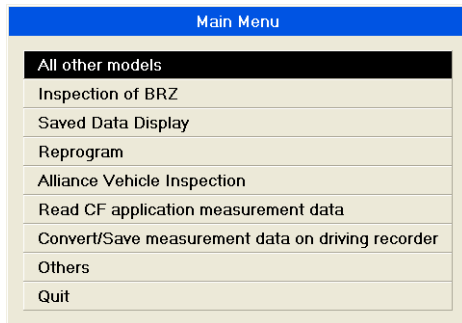 Main Menu
All other models
Inspection of BRZ
Saved Data Display
Reprogram
Alliance Vehicle Inspection
Read CF application measurement data
Convert/Save measurement data on driving recorder
Others
Quit